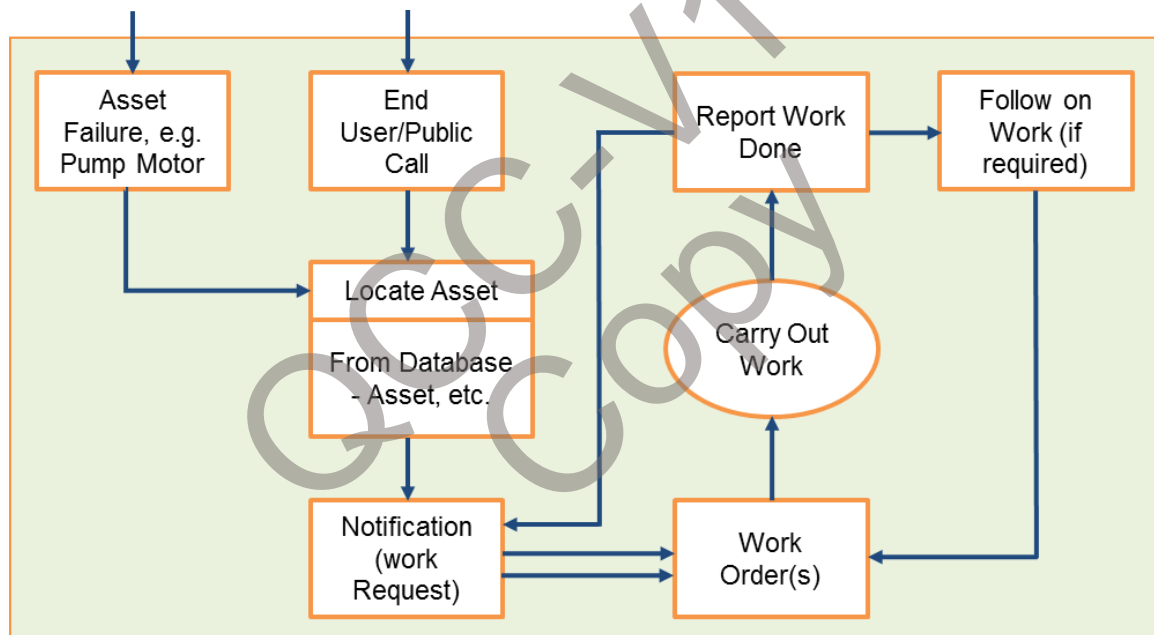 Asset
Failure, e.g.
Pump Motor
End
User/Public
Call
Report Work
Done
Follow on
Work (if
required)
Locate Asset
From Database
- Asset, etc.
Carry Out
Work
Notification
(work
Request)
Work
Order(s)
QCC-V1
Copy